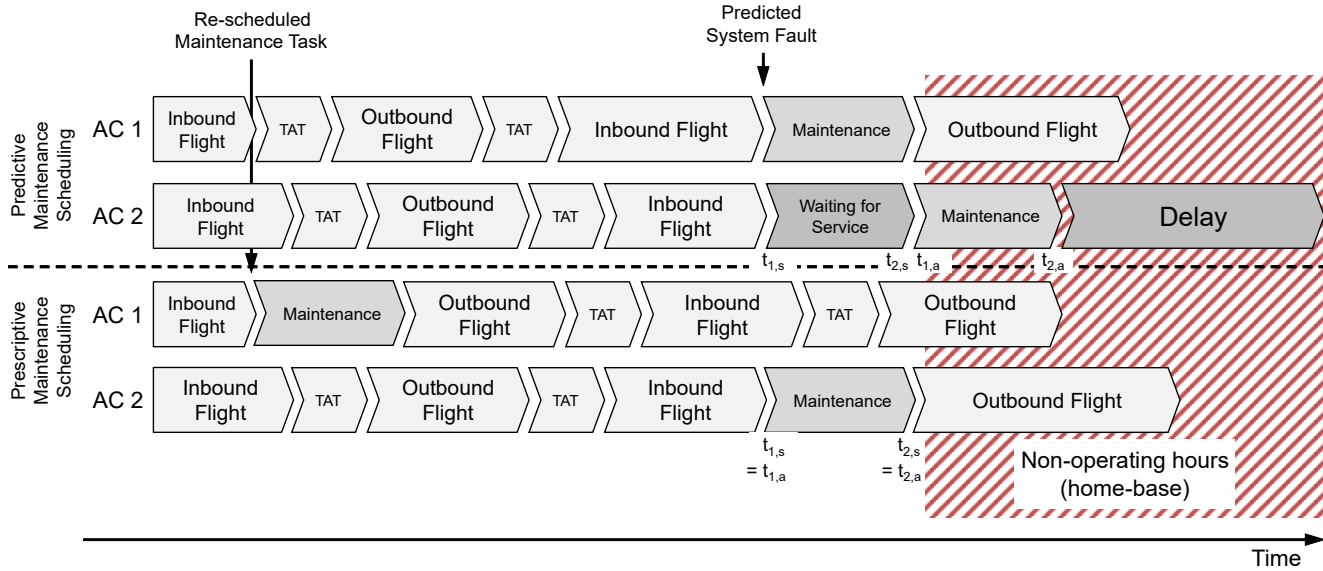 Re-scheduled
Maintenance Task
Predicted
System Fault
Predictive
Maintenance
Scheduling
AC 1
Inbound
Flight
TAT
Outbound
Flight
TAT
Inbound Flight
Maintenance
Outbound Flight
AC 2
Inbound
Flight
TAT
Outbound
Flight
TAT
Inbound
Flight
Waiting for
Service
Maintenance
Delay
t1,s
t2,s
t1,a
t2,a
Prescriptive
Maintenance
Scheduling
AC 1
Inbound
Flight
Maintenance
Outbound
Flight
TAT
Inbound
Flight
TAT
Outbound
Flight
AC 2
Inbound
Flight
TAT
Outbound
Flight
TAT
Inbound
Flight
Maintenance
Outbound Flight
t1,s
= t1,a
t2,s
= t2,a
Non-operating hours
(home-base)
Time